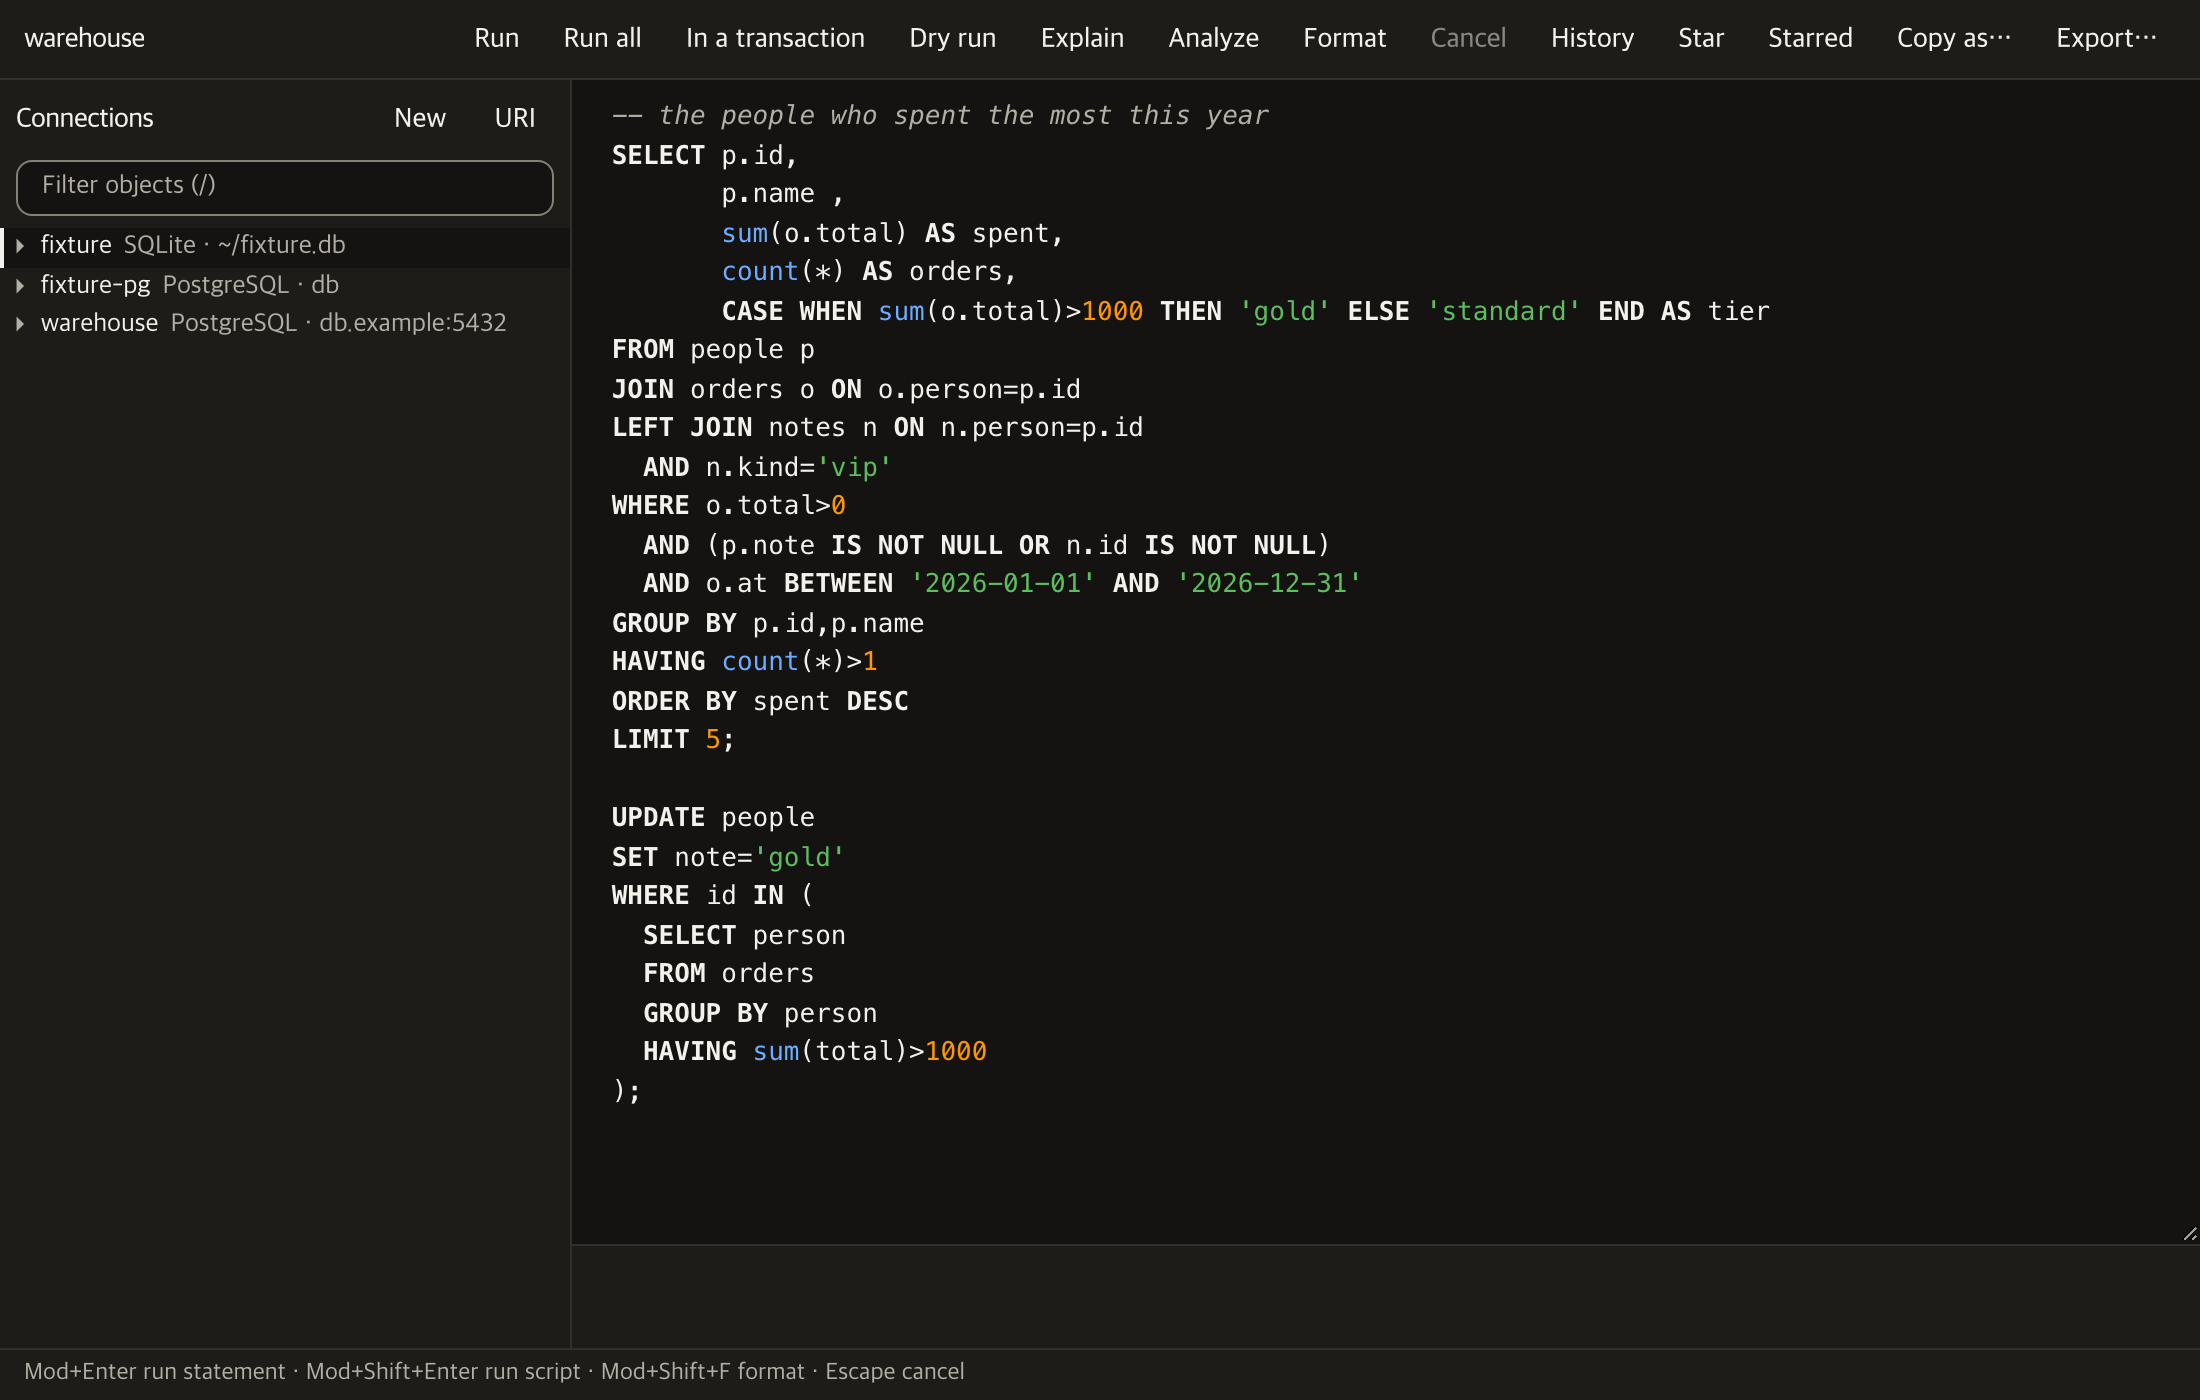 warehouse Run Run all In a transaction Dry run Explain Analyze Format Cancel History Star Starred Copy as⋯ Export⋯
Connections New URI
Filter objects (/)
fixture SQLite · ~/fixture.db
fixture-pg PostgreSQL · db
warehouse PostgreSQL · db.example:5432
-- the people who spent the most this year
SELECT p.id,
       p.name ,
       sum(o.total) AS spent,
       count(*) AS orders,
       CASE WHEN sum(o.total)>1000 THEN 'gold' ELSE 'standard' END AS tier
FROM people p
JOIN orders o ON o.person=p.id
LEFT JOIN notes n ON n.person=p.id
  AND n.kind='vip'
WHERE o.total>0
  AND (p.note IS NOT NULL OR n.id IS NOT NULL)
  AND o.at BETWEEN '2026-01-01' AND '2026-12-31'
GROUP BY p.id,p.name
HAVING count(*)>1
ORDER BY spent DESC
LIMIT 5;

UPDATE people
SET note='gold'
WHERE id IN (
  SELECT person
  FROM orders
  GROUP BY person
  HAVING sum(total)>1000
);
Mod+Enter run statement · Mod+Shift+Enter run script · Mod+Shift+F format · Escape cancel